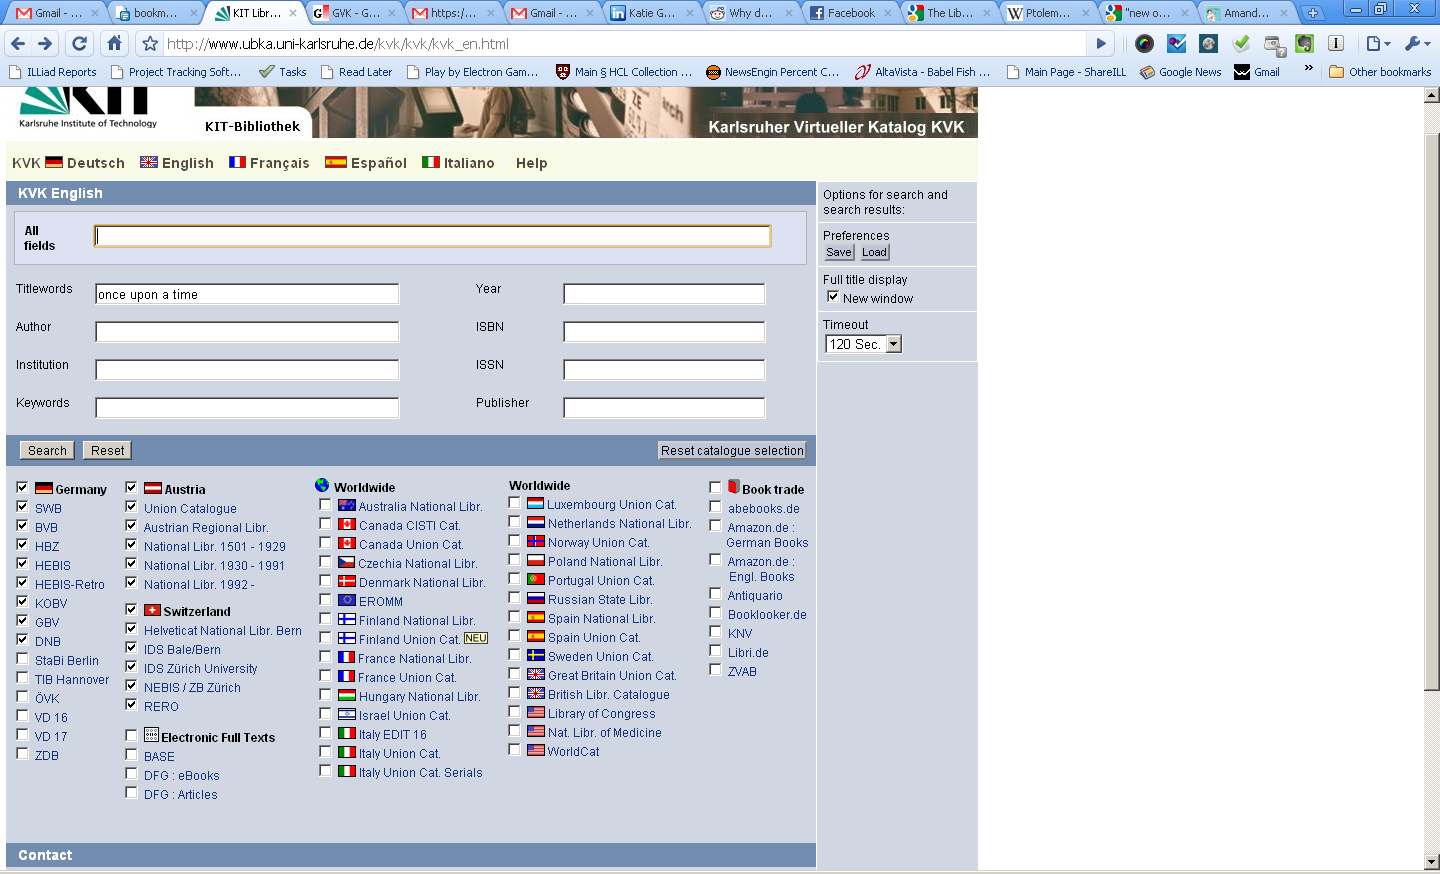 Gmail - ...
bookm...
KIT Libr...
GVK - G...
https:/...
Gmail - ...
Katie G...
Why d...
Facebook
The Lib...
Ptolem...
"new o...
Amand...
http://www.ubka.uni-karlsruhe.de/kvk/kvk/kvk_en.html
ILLiad Reports
Project Tracking Soft...
Tasks
Read Later
Play by Electron Gam...
Main § HCL Collection ...
NewsEngin Percent C...
AltaVista - Babel Fish ...
Main Page - ShareILL
Google News
Gmail
»
Other bookmarks
KIT
Karlsruhe Institute of Technology
KIT-Bibliothek
Karlsruher Virtueller Katalog KVK
KVK Deutsch English Français Español Italiano Help
KVK English
All
fields
Titlewords once upon a time Year
Author ISBN
Institution ISSN
Keywords Publisher
Search Reset Reset catalogue selection
Options for search and
search results:
Preferences
Save Load
Full title display
New window
Timeout
120 Sec.
Germany
SWB
BVB
HBZ
HEBIS
HEBIS-Retro
KOBV
GBV
DNB
StaBi Berlin
TIB Hannover
ÖVK
VD 16
VD 17
ZDB
Austria
Union Catalogue
Austrian Regional Libr.
National Libr. 1501 - 1929
National Libr. 1930 - 1991
National Libr. 1992 -
Switzerland
Helveticat National Libr. Bern
IDS Bale/Bern
IDS Zürich University
NEBIS / ZB Zürich
RERO
Electronic Full Texts
BASE
DFG : eBooks
DFG : Articles
Worldwide
Australia National Libr.
Canada CISTI Cat.
Canada Union Cat.
Czechia National Libr.
Denmark National Libr.
EROMM
Finland National Libr.
Finland Union Cat. NEU
France National Libr.
France Union Cat.
Hungary National Libr.
Israel Union Cat.
Italy EDIT 16
Italy Union Cat.
Italy Union Cat. Serials
Worldwide
Luxembourg Union Cat.
Netherlands National Libr.
Norway Union Cat.
Poland National Libr.
Portugal Union Cat.
Russian State Libr.
Spain National Libr.
Spain Union Cat.
Sweden Union Cat.
Great Britain Union Cat.
British Libr. Catalogue
Library of Congress
Nat. Libr. of Medicine
WorldCat
Book trade
abebooks.de
Amazon.de :
German Books
Amazon.de :
Engl. Books
Antiquario
Booklooker.de
KNV
Libri.de
ZVAB
Contact